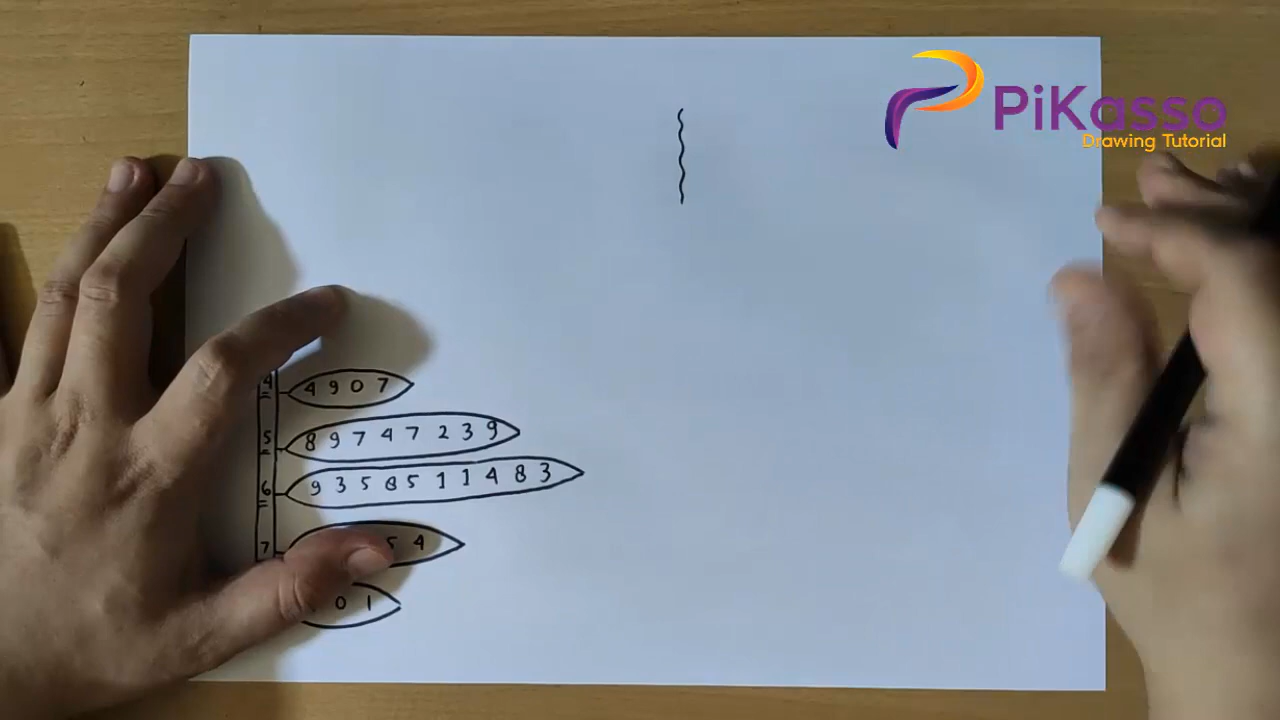 PiKasso
Drawing Tutorial
4 4 9 0 7
5 8 9 7 4 7 2 3 9
6 9 3 5 8 5 1 1 4 8 3
7 5 4
0 1